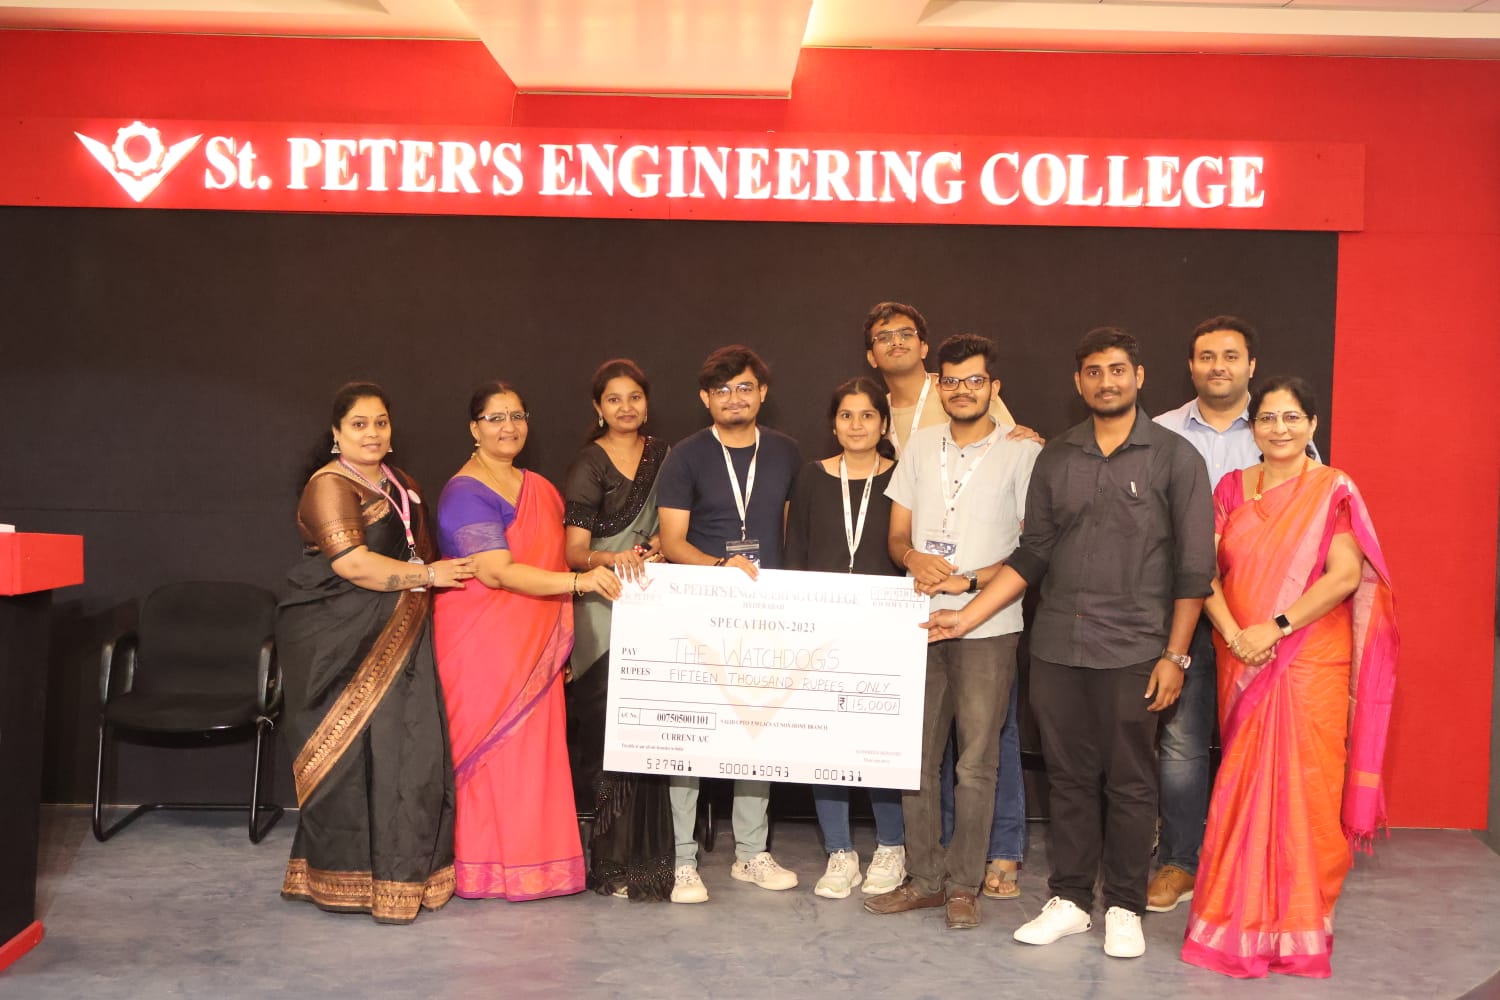 St. PETER'S ENGINEERING COLLEGE
St. PETER'S ENGINEERING COLLEGE
HYDERABAD
SPECATHON-2023
PAY THE WATCHDOGS
RUPEES FIFTEEN THOUSAND RUPEES ONLY
₹ 15,000/-
A/C No. 007505001101
CURRENT A/C
527981 500015093 000131